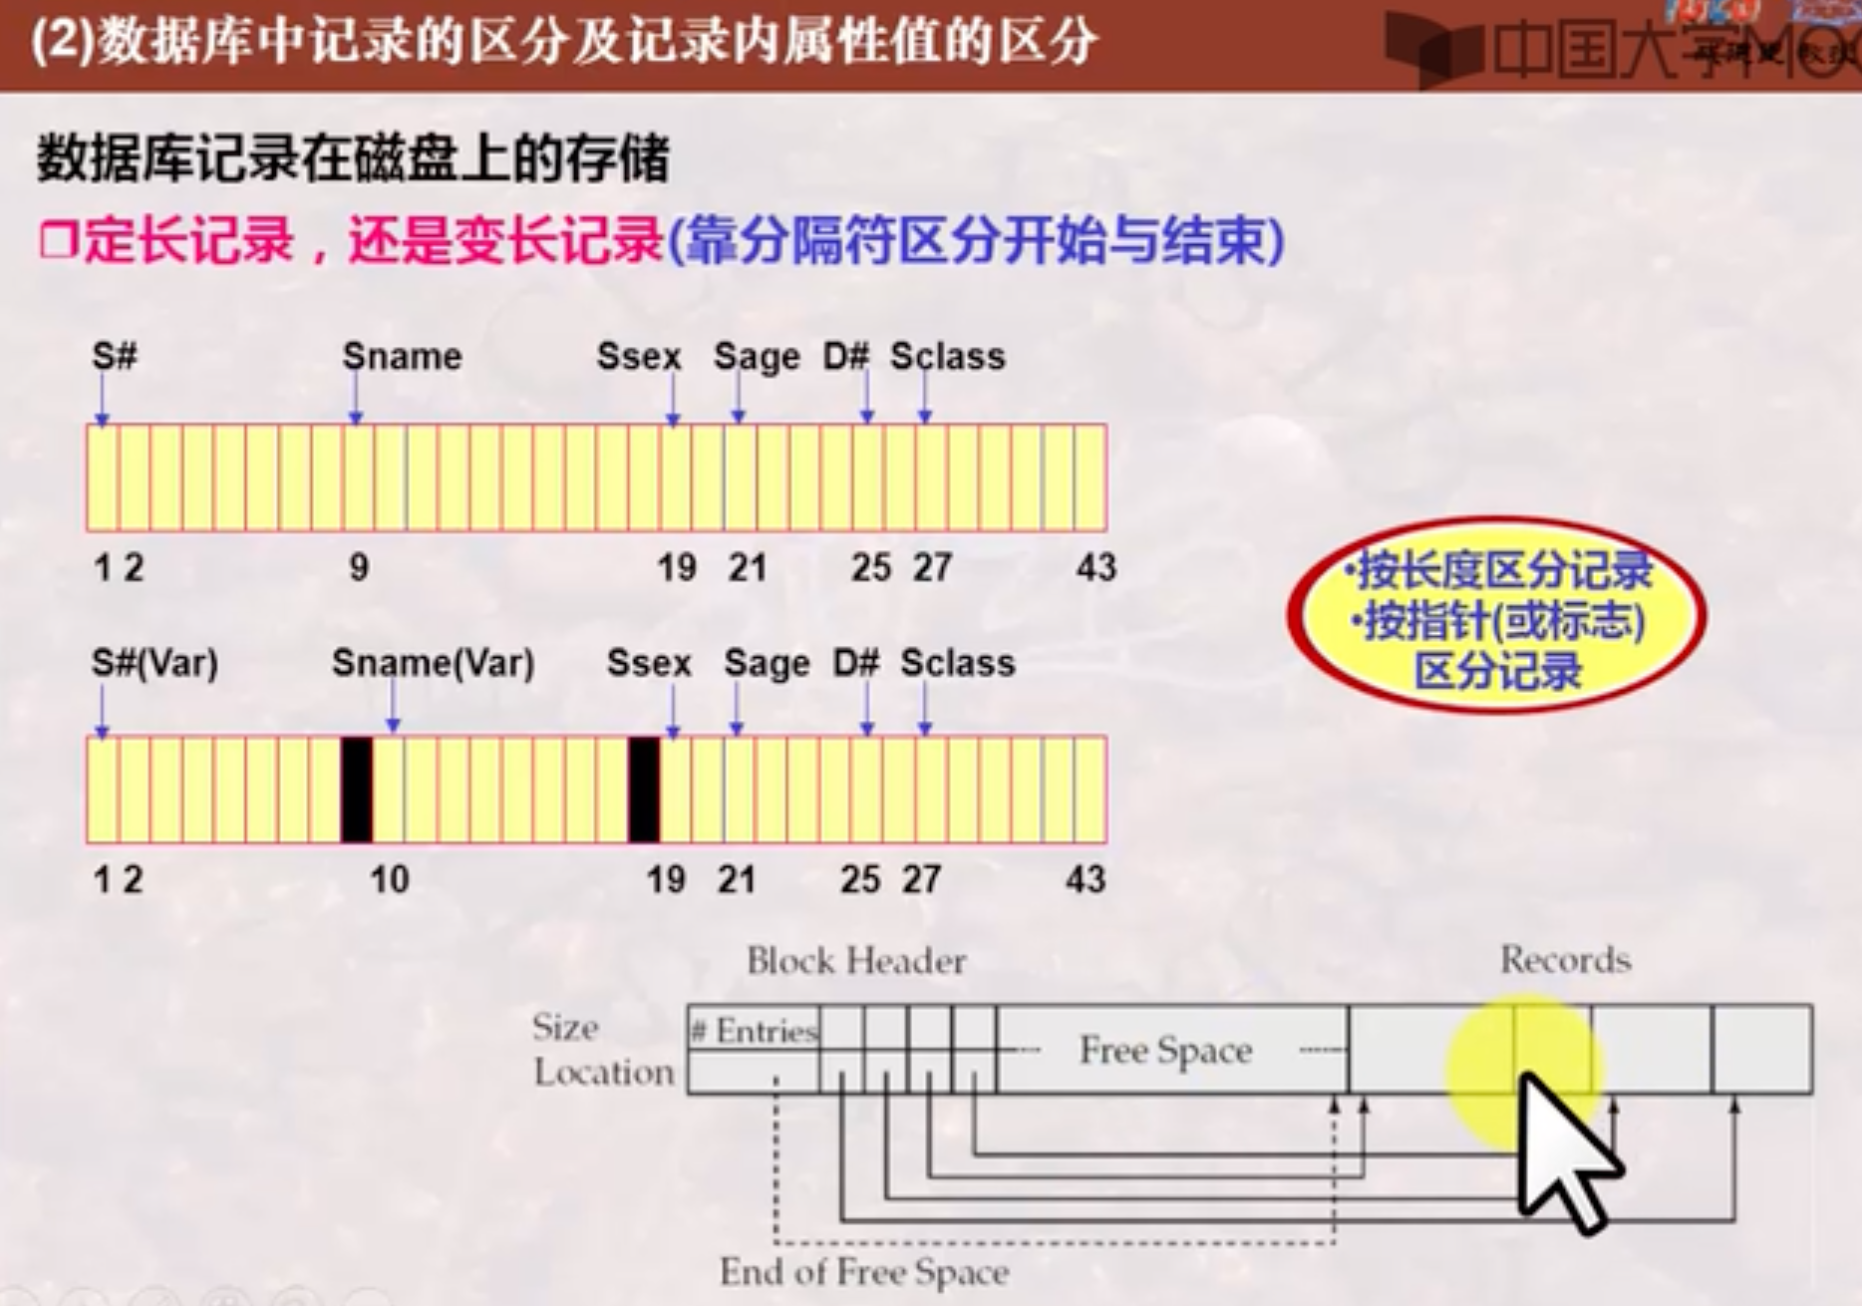 (2)数据库中记录的区分及记录内属性值的区分
中国大学MOO
数据库记录在磁盘上的存储
❒定长记录，还是变长记录(靠分隔符区分开始与结束)
S# Sname Ssex Sage D# Sclass
1 2 9 19 21 25 27 43
•按长度区分记录
•按指针(或标志)
区分记录
S#(Var) Sname(Var) Ssex Sage D# Sclass
1 2 10 19 21 25 27 43
Block Header Records
Size # Entries
Location Free Space
End of Free Space